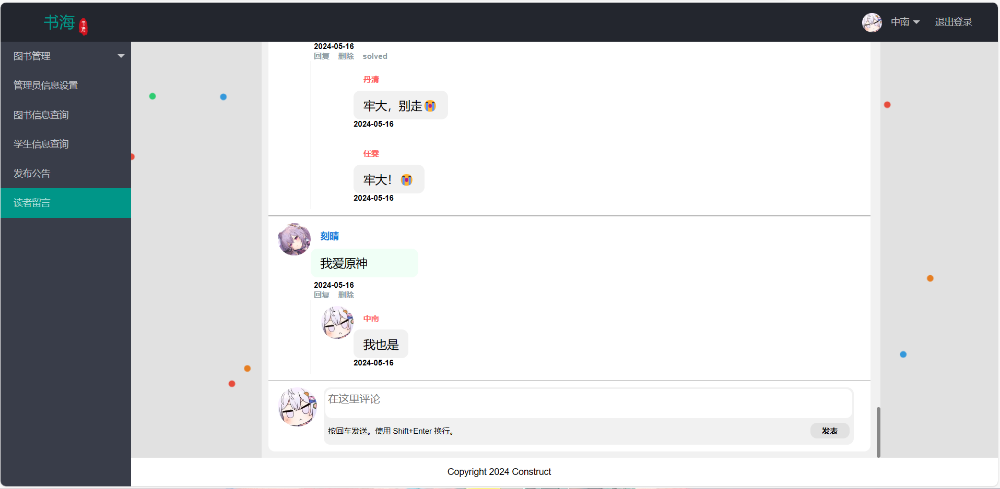 书海
书海
中南
退出登录
图书管理
管理员信息设置
图书信息查询
学生信息查询
发布公告
读者留言
2024-05-16
回复 删除 solved
丹清
牢大，别走😭
2024-05-16
任雯
牢大！😭
2024-05-16
刻晴
我爱原神
2024-05-16
回复 删除
中南
我也是
2024-05-16
在这里评论
按回车发送。使用 Shift+Enter 换行。
发表
Copyright 2024 Construct